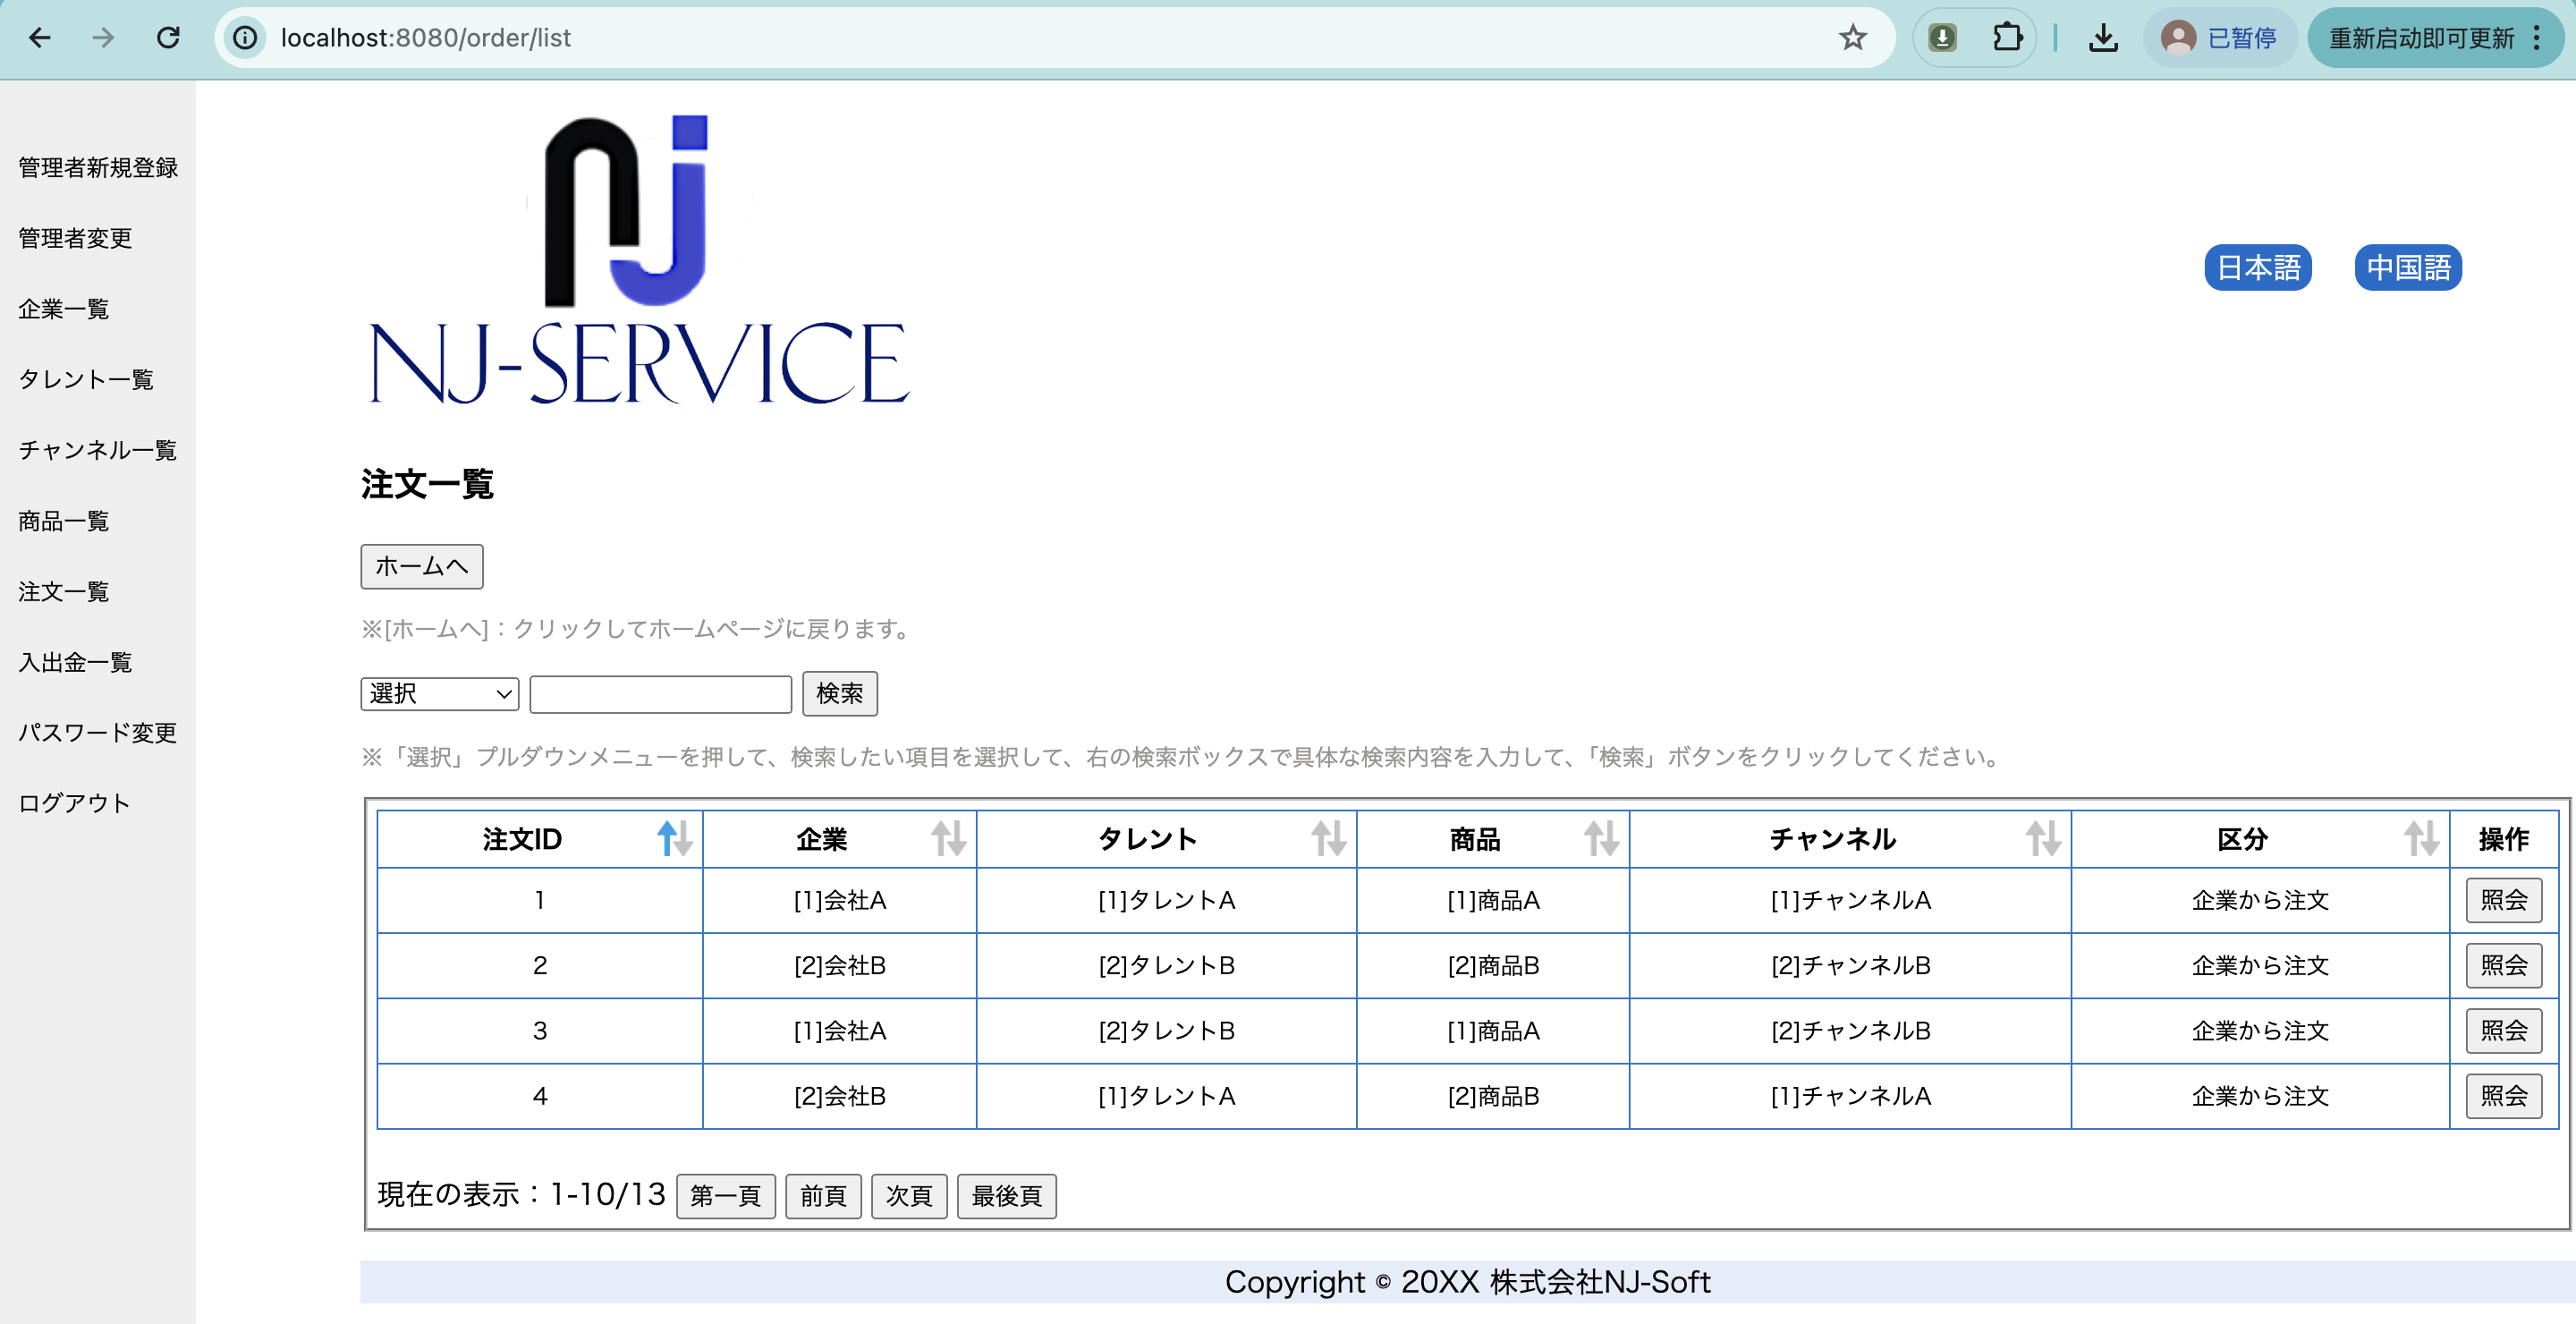 localhost:8080/order/list
已暂停
重新启动即可更新
管理者新規登録
管理者変更
企業一覧
タレント一覧
チャンネル一覧
商品一覧
注文一覧
入出金一覧
パスワード変更
ログアウト
NJ
NJ-SERVICE
日本語 中国語
注文一覧
ホームへ
※[ホームへ]：クリックしてホームページに戻ります。
選択 検索
※「選択」プルダウンメニューを押して、検索したい項目を選択して、右の検索ボックスで具体な検索内容を入力して、「検索」ボタンをクリックしてください。
注文ID 企業 タレント 商品 チャンネル 区分 操作
1 [1]会社A [1]タレントA [1]商品A [1]チャンネルA 企業から注文 照会
2 [2]会社B [2]タレントB [2]商品B [2]チャンネルB 企業から注文 照会
3 [1]会社A [2]タレントB [1]商品A [2]チャンネルB 企業から注文 照会
4 [2]会社B [1]タレントA [2]商品B [1]チャンネルA 企業から注文 照会
現在の表示：1-10/13 第一頁 前頁 次頁 最後頁
Copyright © 20XX 株式会社NJ-Soft